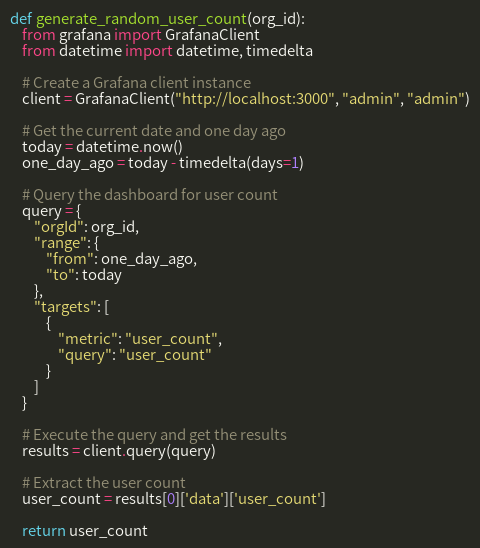 def generate_random_user_count(org_id):
    from grafana import GrafanaClient
    from datetime import datetime, timedelta

    # Create a Grafana client instance
    client = GrafanaClient("http://localhost:3000", "admin", "admin")

    # Get the current date and one day ago
    today = datetime.now()
    one_day_ago = today - timedelta(days=1)

    # Query the dashboard for user count
    query = {
        "orgId": org_id,
        "range": {
            "from": one_day_ago,
            "to": today
        },
        "targets": [
            {
                "metric": "user_count",
                "query": "user_count"
            }
        ]
    }

    # Execute the query and get the results
    results = client.query(query)

    # Extract the user count
    user_count = results[0]['data']['user_count']

    return user_count